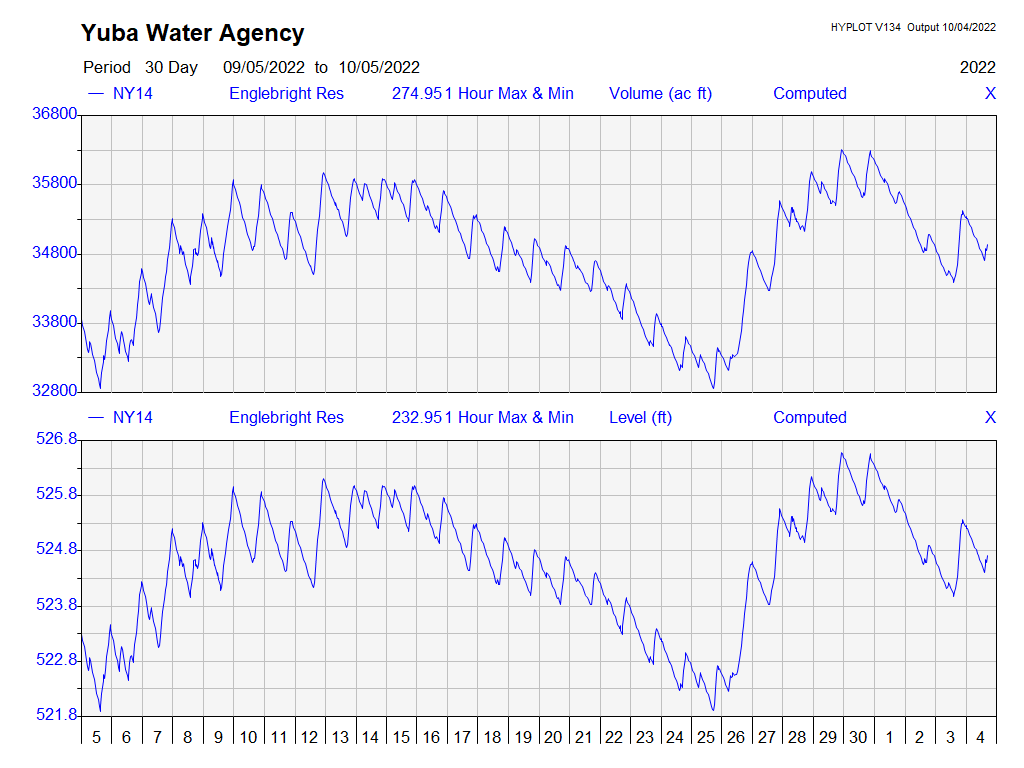 Yuba Water Agency
HYPLOT V134 Output 10/04/2022
Period 30 Day 09/05/2022 to 10/05/2022
2022
NY14 Englebright Res 274.951 Hour Max & Min Volume (ac ft) Computed X
36800
35800
34800
33800
32800
NY14 Englebright Res 232.951 Hour Max & Min Level (ft) Computed X
526.8
525.8
524.8
523.8
522.8
521.8
5 6 7 8 9 10 11 12 13 14 15 16 17 18 19 20 21 22 23 24 25 26 27 28 29 30 1 2 3 4